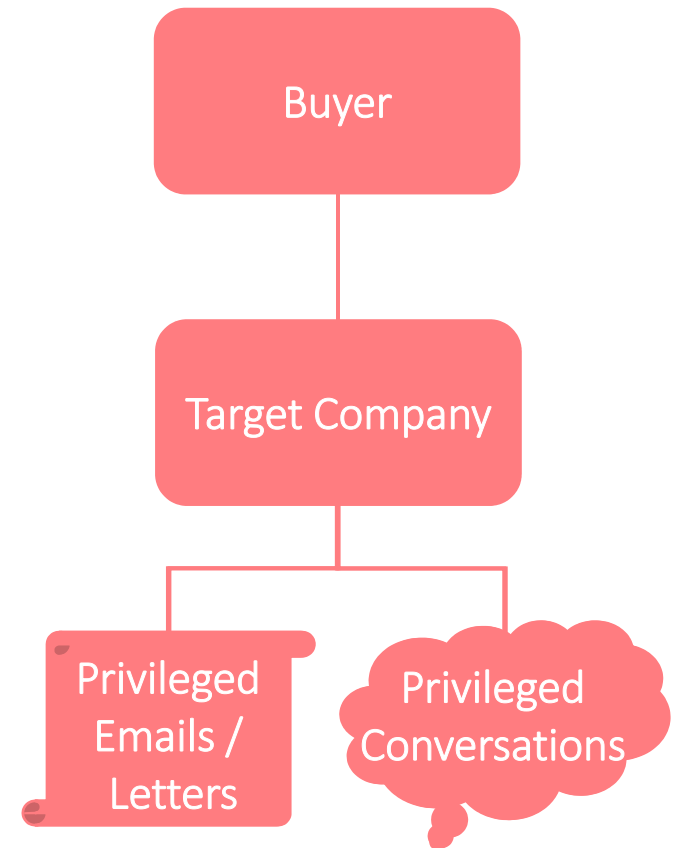 Buyer
Target Company
Privileged
Emails /
Letters
Privileged
Conversations